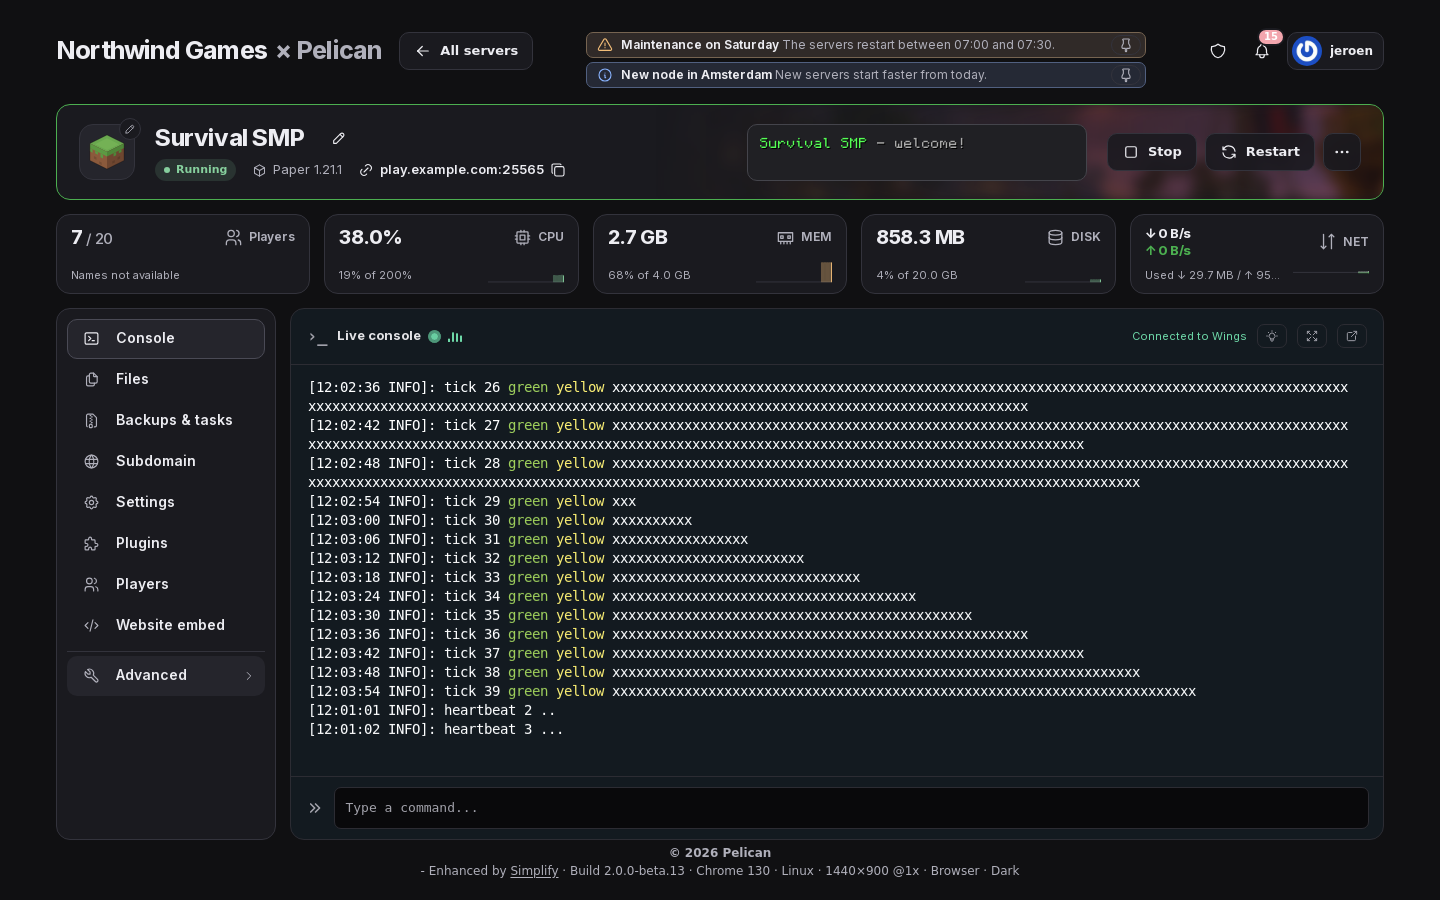 Northwind Games × Pelican
All servers
Maintenance on Saturday The servers restart between 07:00 and 07:30.
New node in Amsterdam New servers start faster from today.
15
jeroen
Survival SMP
Running
Paper 1.21.1
play.example.com:25565
Survival SMP - welcome!
Stop
Restart
7 / 20
Players
Names not available
38.0%
CPU
19% of 200%
2.7 GB
MEM
68% of 4.0 GB
858.3 MB
DISK
4% of 20.0 GB
↓ 0 B/s
↑ 0 B/s
NET
Used ↓ 29.7 MB / ↑ 95...
Console
Files
Backups & tasks
Subdomain
Settings
Plugins
Players
Website embed
Advanced
Live console
Connected to Wings
[12:02:36 INFO]: tick 26 green yellow xxxxxxxxxxxxxxxxxxxxxxxxxxxxxxxxxxxxxxxxxxxxxxxxxxxxxxxxxxxxxxxxxxxxxxxxxxxxxxxxxxxxxxxxxxxx
xxxxxxxxxxxxxxxxxxxxxxxxxxxxxxxxxxxxxxxxxxxxxxxxxxxxxxxxxxxxxxxxxxxxxxxxxxxxxxxxxxxxxxxxxx
[12:02:42 INFO]: tick 27 green yellow xxxxxxxxxxxxxxxxxxxxxxxxxxxxxxxxxxxxxxxxxxxxxxxxxxxxxxxxxxxxxxxxxxxxxxxxxxxxxxxxxxxxxxxxxxxx
xxxxxxxxxxxxxxxxxxxxxxxxxxxxxxxxxxxxxxxxxxxxxxxxxxxxxxxxxxxxxxxxxxxxxxxxxxxxxxxxxxxxxxxxxxxxxxxxx
[12:02:48 INFO]: tick 28 green yellow xxxxxxxxxxxxxxxxxxxxxxxxxxxxxxxxxxxxxxxxxxxxxxxxxxxxxxxxxxxxxxxxxxxxxxxxxxxxxxxxxxxxxxxxxxxx
xxxxxxxxxxxxxxxxxxxxxxxxxxxxxxxxxxxxxxxxxxxxxxxxxxxxxxxxxxxxxxxxxxxxxxxxxxxxxxxxxxxxxxxxxxxxxxxxxxxxxxxx
[12:02:54 INFO]: tick 29 green yellow xxx
[12:03:00 INFO]: tick 30 green yellow xxxxxxxxxx
[12:03:06 INFO]: tick 31 green yellow xxxxxxxxxxxxxxxxx
[12:03:12 INFO]: tick 32 green yellow xxxxxxxxxxxxxxxxxxxxxxxx
[12:03:18 INFO]: tick 33 green yellow xxxxxxxxxxxxxxxxxxxxxxxxxxxxxxx
[12:03:24 INFO]: tick 34 green yellow xxxxxxxxxxxxxxxxxxxxxxxxxxxxxxxxxxxxxx
[12:03:30 INFO]: tick 35 green yellow xxxxxxxxxxxxxxxxxxxxxxxxxxxxxxxxxxxxxxxxxxxxx
[12:03:36 INFO]: tick 36 green yellow xxxxxxxxxxxxxxxxxxxxxxxxxxxxxxxxxxxxxxxxxxxxxxxxxxxx
[12:03:42 INFO]: tick 37 green yellow xxxxxxxxxxxxxxxxxxxxxxxxxxxxxxxxxxxxxxxxxxxxxxxxxxxxxxxxxxx
[12:03:48 INFO]: tick 38 green yellow xxxxxxxxxxxxxxxxxxxxxxxxxxxxxxxxxxxxxxxxxxxxxxxxxxxxxxxxxxxxxxxxxx
[12:03:54 INFO]: tick 39 green yellow xxxxxxxxxxxxxxxxxxxxxxxxxxxxxxxxxxxxxxxxxxxxxxxxxxxxxxxxxxxxxxxxxxxxxxxxx
[12:01:01 INFO]: heartbeat 2 ..
[12:01:02 INFO]: heartbeat 3 ...
Type a command...
© 2026 Pelican
- Enhanced by Simplify · Build 2.0.0-beta.13 · Chrome 130 · Linux · 1440×900 @1x · Browser · Dark